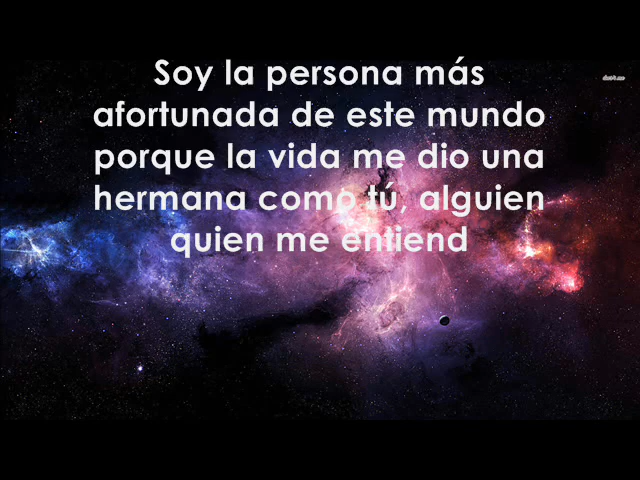 Soy la persona más
afortunada de este mundo
porque la vida me dio una
hermana como tú, alguien
quien me entiend